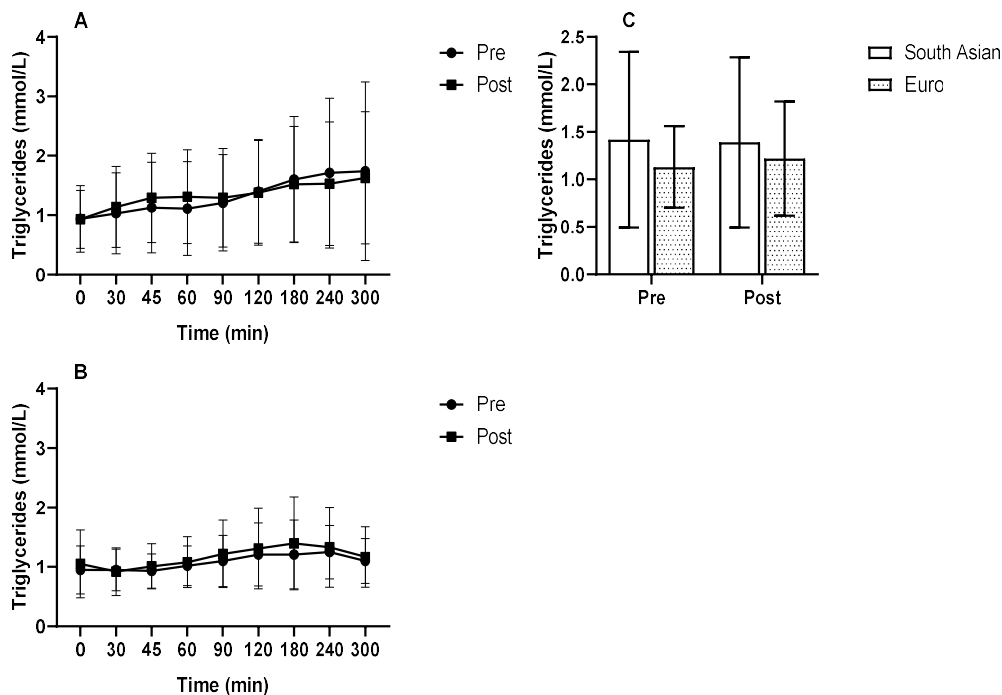 A
Triglycerides (mmol/L)
4
3
2
1
0
0 30 45 60 90 120 180 240 300
Time (min)
Pre
Post
C
Triglycerides (mmol/L)
2.5
2.0
1.5
1.0
0.5
0.0
Pre Post
South Asian
Euro
B
Triglycerides (mmol/L)
4
3
2
1
0
0 30 45 60 90 120 180 240 300
Time (min)
Pre
Post